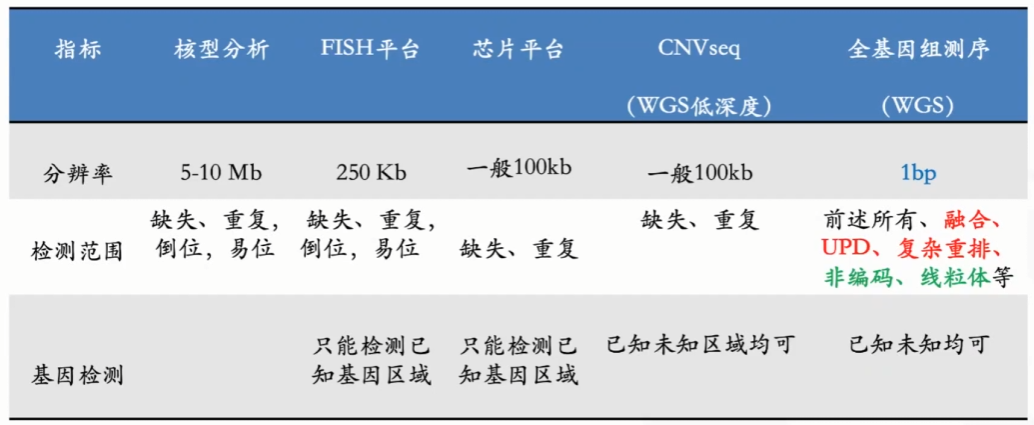 指标 核型分析 FISH平台 芯片平台 CNVseq 全基因组测序
(WGS低深度) (WGS)
分辨率 5-10 Mb 250 Kb 一般100kb 一般100kb 1bp
检测范围 缺失、重复,
倒位,易位 缺失、重复,
倒位,易位 缺失、重复 缺失、重复 前述所有、融合、
UPD、复杂重排、
非编码、线粒体等
基因检测 只能检测已
知基因区域 只能检测已
知基因区域 已知未知区域均可 已知未知均可